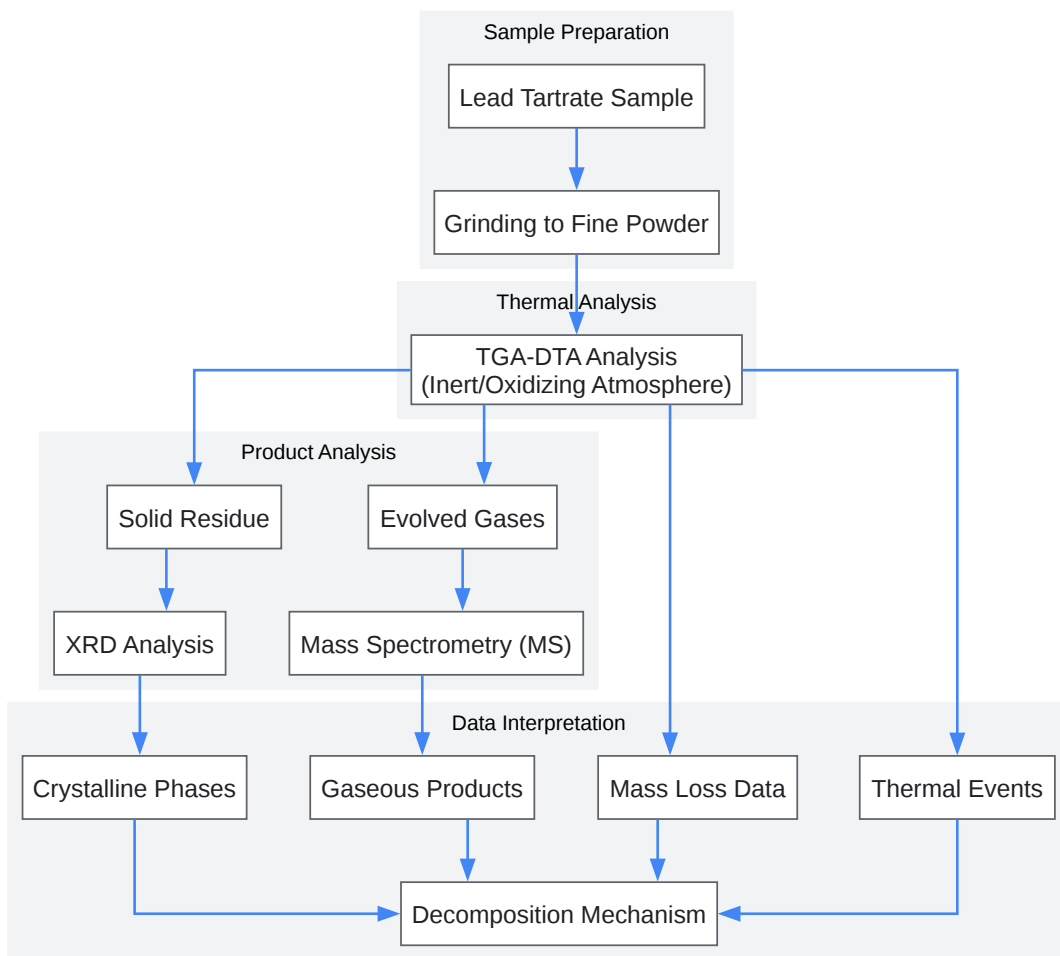 Sample Preparation
Lead Tartrate Sample
Grinding to Fine Powder
Thermal Analysis
TGA-DTA Analysis
(Inert/Oxidizing Atmosphere)
Product Analysis
Solid Residue
Evolved Gases
XRD Analysis
Mass Spectrometry (MS)
Data Interpretation
Crystalline Phases
Gaseous Products
Mass Loss Data
Thermal Events
Decomposition Mechanism